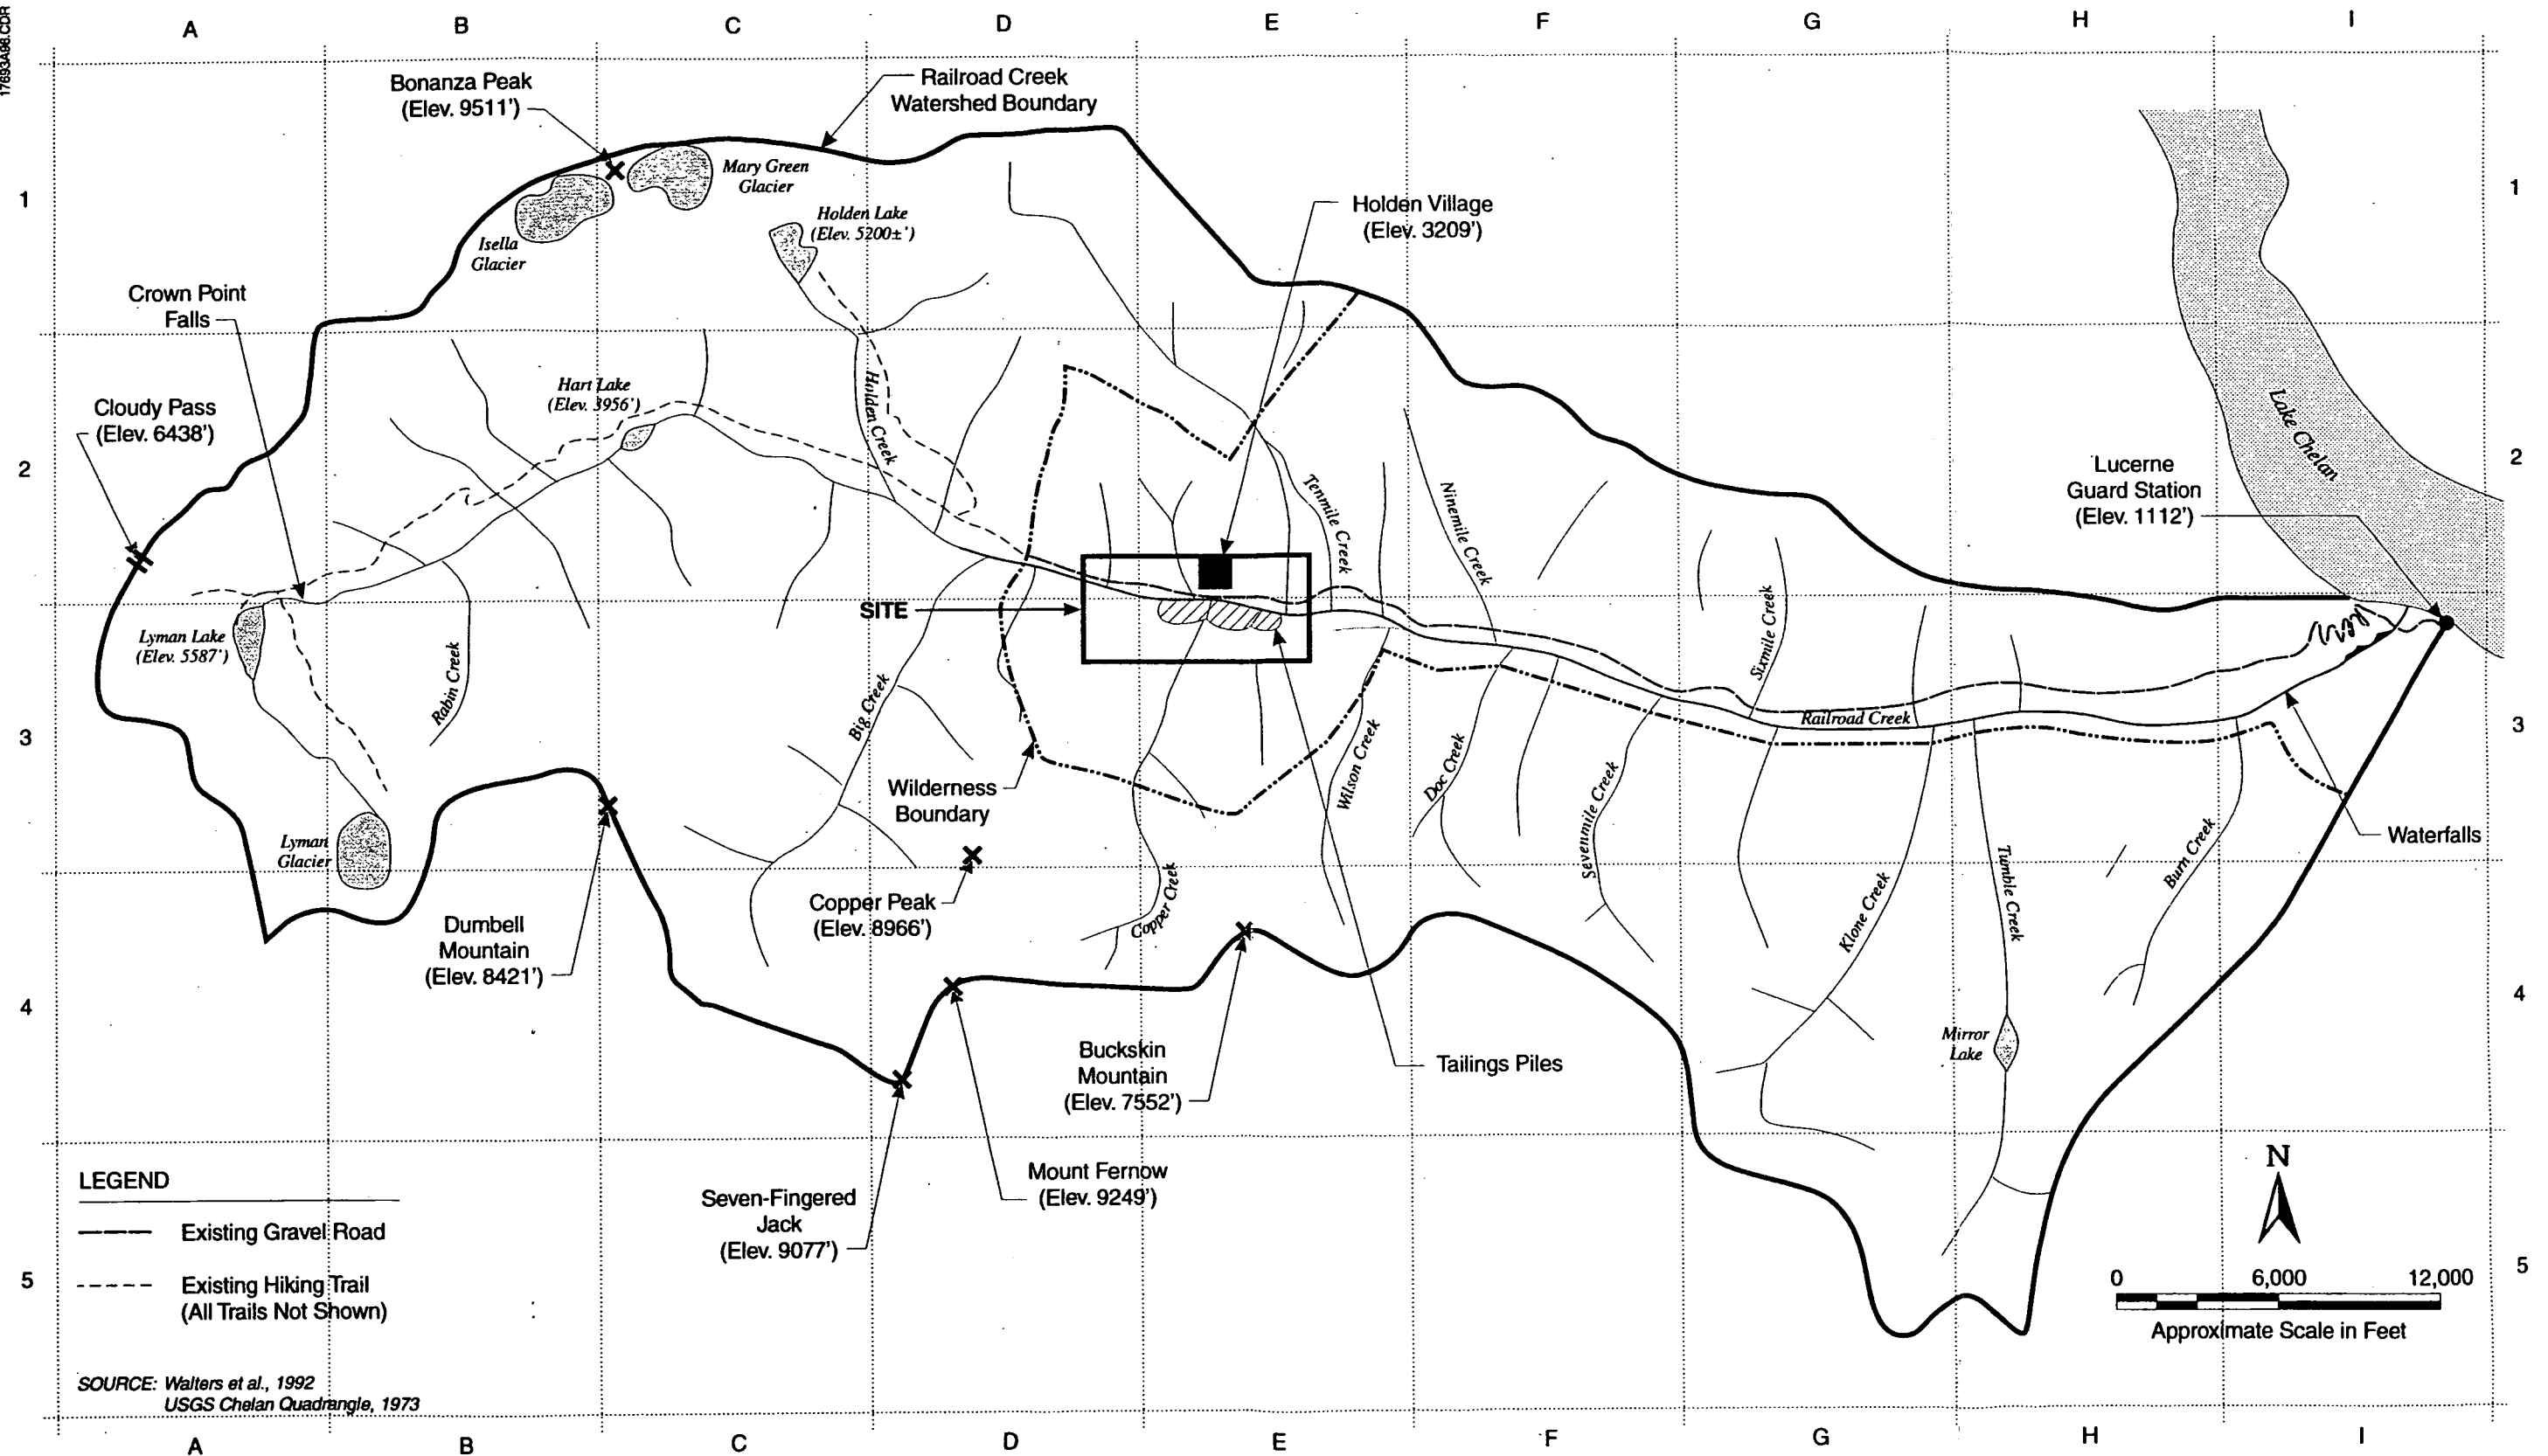 17693A96.CDR
A B C D E F G H I
Bonanza Peak
(Elev. 9511')
Railroad Creek
Watershed Boundary
Mary Green
Glacier
1
1
Holden Village
(Elev. 3209')
Holden Lake
(Elev. 5200±')
Isella
Glacier
Crown Point
Falls
Hart Lake
(Elev. 3956')
Cloudy Pass
(Elev. 6438')
Holden Creek
Lake Chelan
2
2
Lucerne
Guard Station
(Elev. 1112')
Tenmile Creek
Ninemile Creek
SITE
Lyman Lake
(Elev. 5587')
Rabin Creek
Big Creek
Sixmile Creek
Railroad Creek
3
3
Wilson Creek
Doc Creek
Sevenmile Creek
Wilderness
Boundary
Waterfalls
Lyman
Glacier
Copper Peak
(Elev. 8966')
Copper Creek
Klone Creek
Tumble Creek
Burn Creek
Dumbell
Mountain
(Elev. 8421')
4
4
Mirror
Lake
Buckskin
Mountain
(Elev. 7552')
Tailings Piles
Mount Fernow
(Elev. 9249')
Seven-Fingered
Jack
(Elev. 9077')
LEGEND
Existing Gravel Road
Existing Hiking Trail
(All Trails Not Shown)
N
5
5
0 6,000 12,000
Approximate Scale in Feet
SOURCE: Walters et al., 1992
USGS Chelan Quadrangle, 1973
A B C D E F G H I